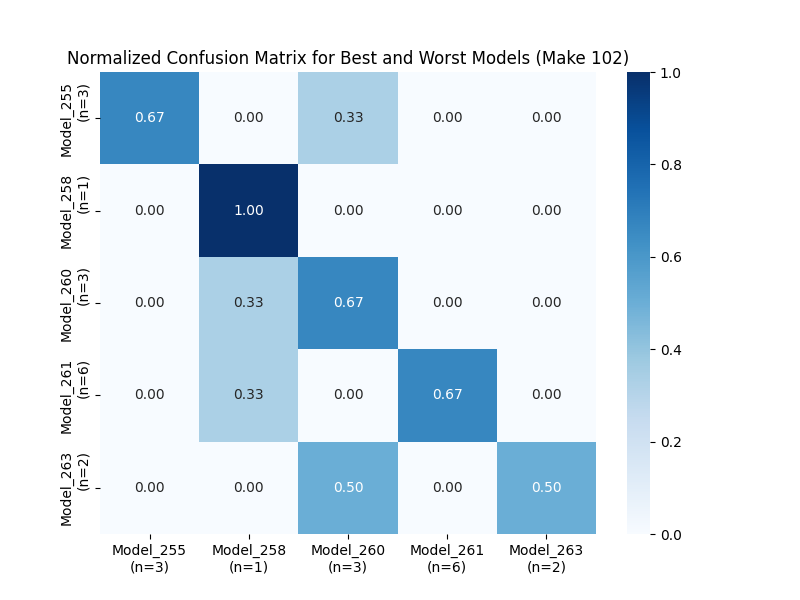 Normalized Confusion Matrix for Best and Worst Models (Make 102)
Model_255
(n=3)
0.67 0.00 0.33 0.00 0.00
Model_258
(n=1)
0.00 1.00 0.00 0.00 0.00
Model_260
(n=3)
0.00 0.33 0.67 0.00 0.00
Model_261
(n=6)
0.00 0.33 0.00 0.67 0.00
Model_263
(n=2)
0.00 0.00 0.50 0.00 0.50
Model_255 Model_258 Model_260 Model_261 Model_263
(n=3) (n=1) (n=3) (n=6) (n=2)
1.0
0.8
0.6
0.4
0.2
0.0